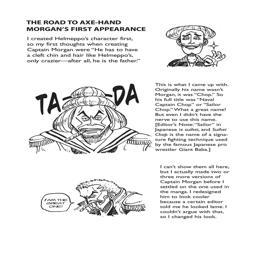 THE ROAD TO AXE-HAND
MORGAN'S FIRST APPEARANCE
I created Helmeppo's character first,
so my first thoughts when creating
Captain Morgan were "He has to have
a cleft chin and hair like Helmeppo's,
only crazier—after all, he is the father."
TA-DA
This is what I came up with.
Originally his name wasn't
Morgan, it was "Chop." So
his full title was "Naval
Captain Chop" or "Sailor
Chop." What a great name!
But even I didn't have the
nerve to use this name.
[Editor's Note: "Sailor" in
Japanese is suihei, and Suihei
Chop is the name of a signa-
ture fighting technique used
by the famous Japanese pro
wrestler Giant Baba.]
I can't show them all here,
but I actually made two or
three more versions of
Captain Morgan before I
settled on the one used in
the manga. I redesigned
him to look cooler
because a certain editor
told me he looked lame. I
couldn't argue with that,
so I changed his look.
I AM THE
GREAT
ONE!!